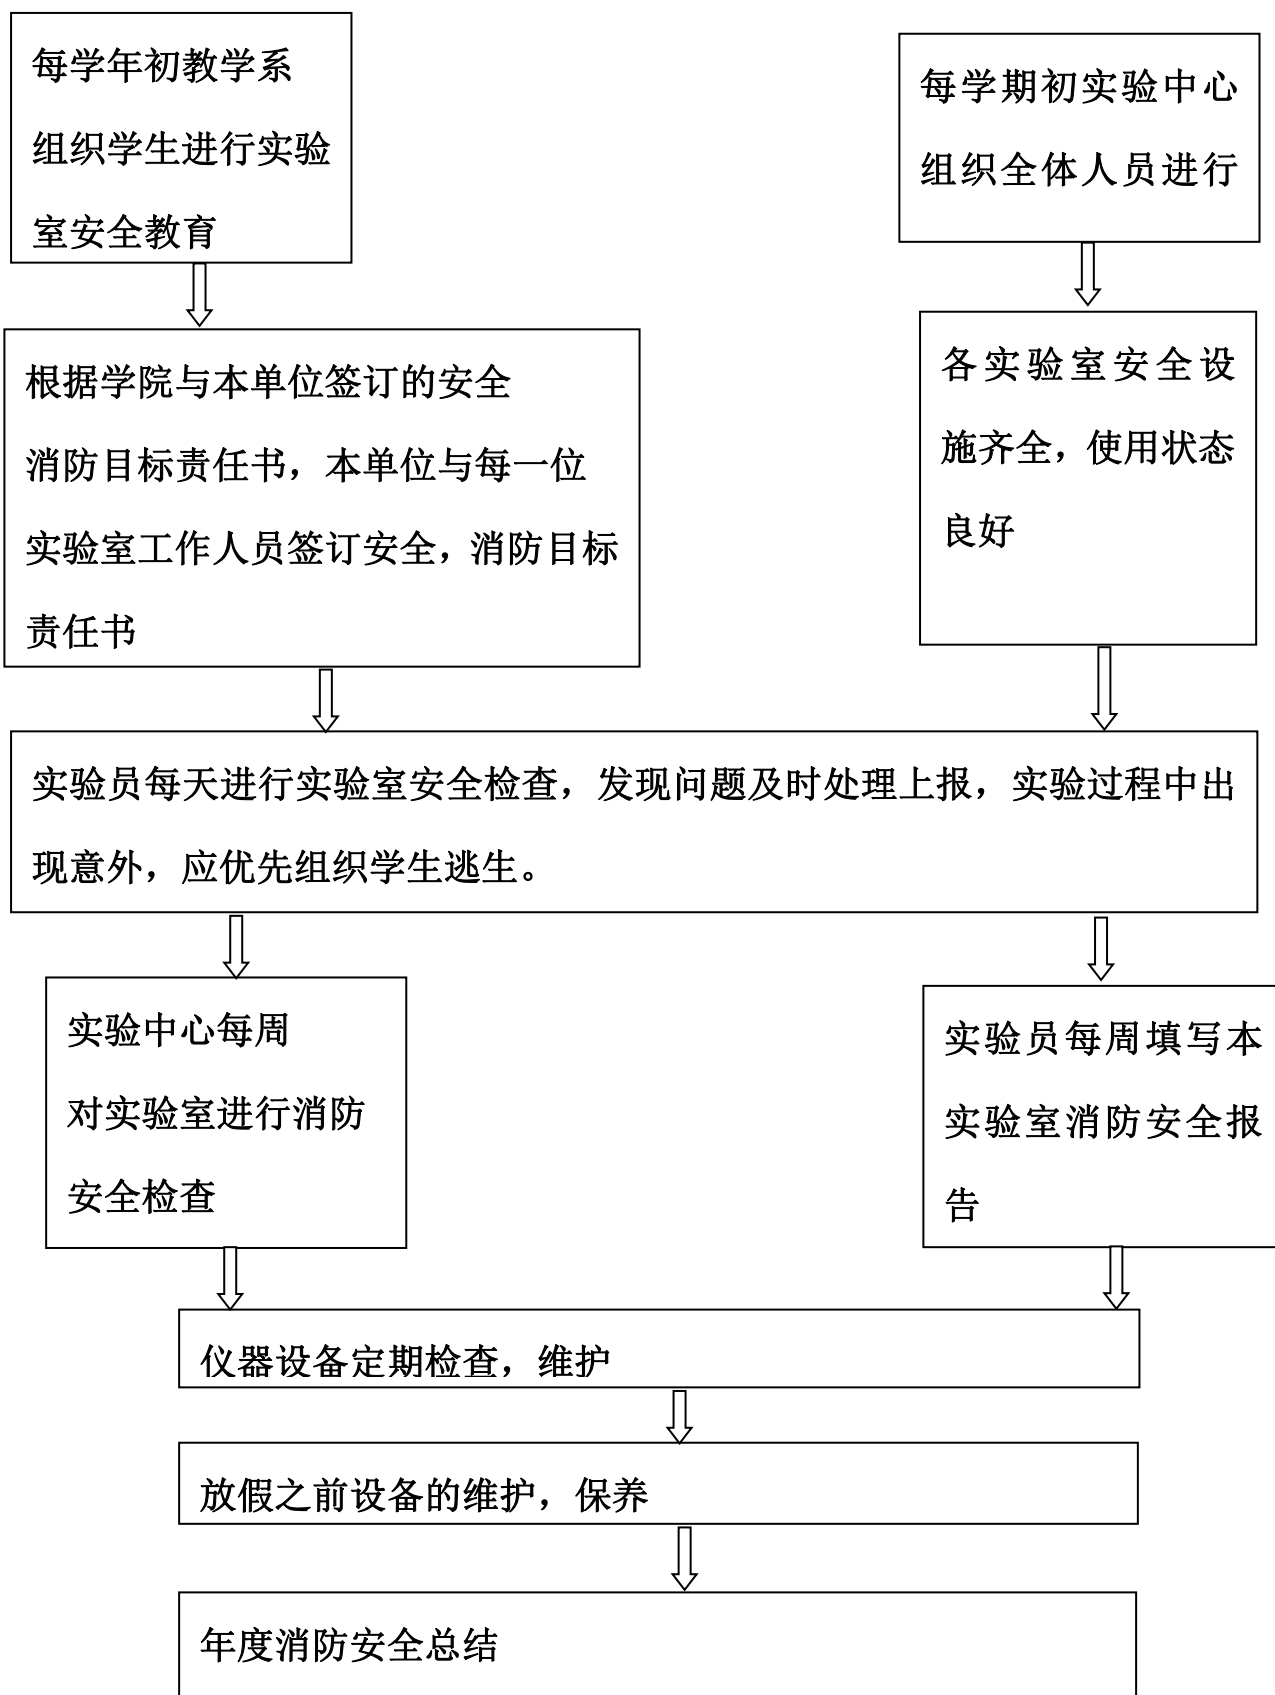 每学年初教学系
组织学生进行实验
室安全教育
每学期初实验中心
组织全体人员进行
根据学院与本单位签订的安全
消防目标责任书，本单位与每一位
实验室工作人员签订安全，消防目标
责任书
各实验室安全设
施齐全，使用状态
良好
实验员每天进行实验室安全检查，发现问题及时处理上报，实验过程中出
现意外，应优先组织学生逃生。
实验中心每周
对实验室进行消防
安全检查
实验员每周填写本
实验室消防安全报
告
仪器设备定期检查，维护
放假之前设备的维护，保养
年度消防安全总结